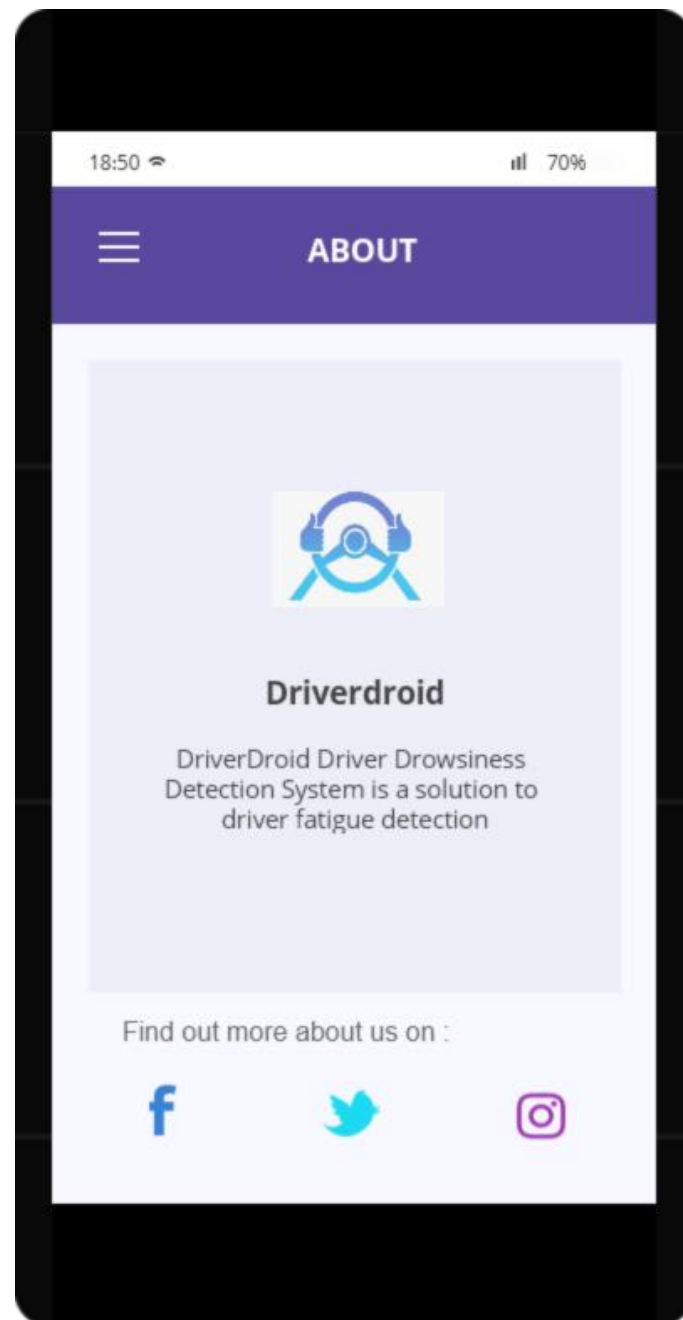 18:50 70%
ABOUT
Driverdroid
DriverDroid Driver Drowsiness
Detection System is a solution to
driver fatigue detection
Find out more about us on :